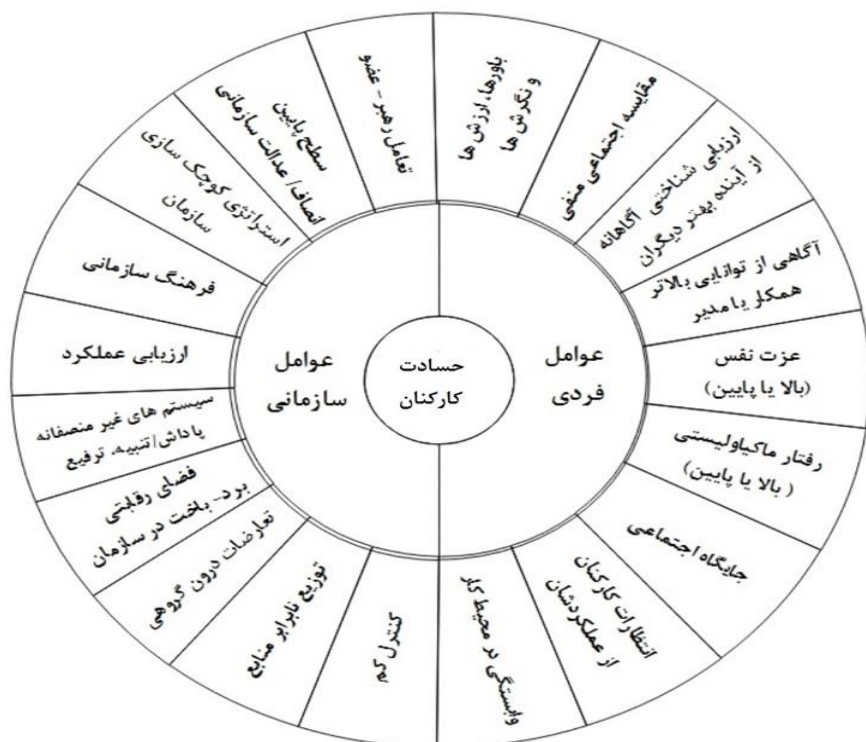 حسادت
کارکنان
عوامل
فردی
عوامل
سازمانی
باورها، ارزش ها
و نگرش ها
مقایسه اجتماعی منفی
ارزیابی شناختی آگاهانه
از آینده بهتر دیگران
آگاهی از توانایی بالاتر
همکار یا مدیر
عزت نفس
(بالا یا پایین)
رفتار ماکیاولیستی
(بالا یا پایین)
جایگاه اجتماعی
انتظارات کارکنان
از عملکردشان
وابستگی در محیط کار
کنترل کم
توزیع نابرابر منابع
تعارضات درون گروهی
فضای رقابتی
برد- باخت در سازمان
سیستم های غیر منصفانه
پاداش/تنبیه، ترفیع
ارزیابی عملکرد
فرهنگ سازمانی
استراتژی کوچک سازی
سازمان
سطح پایین
انصاف/ عدالت سازمانی
تعامل رهبر - عضو